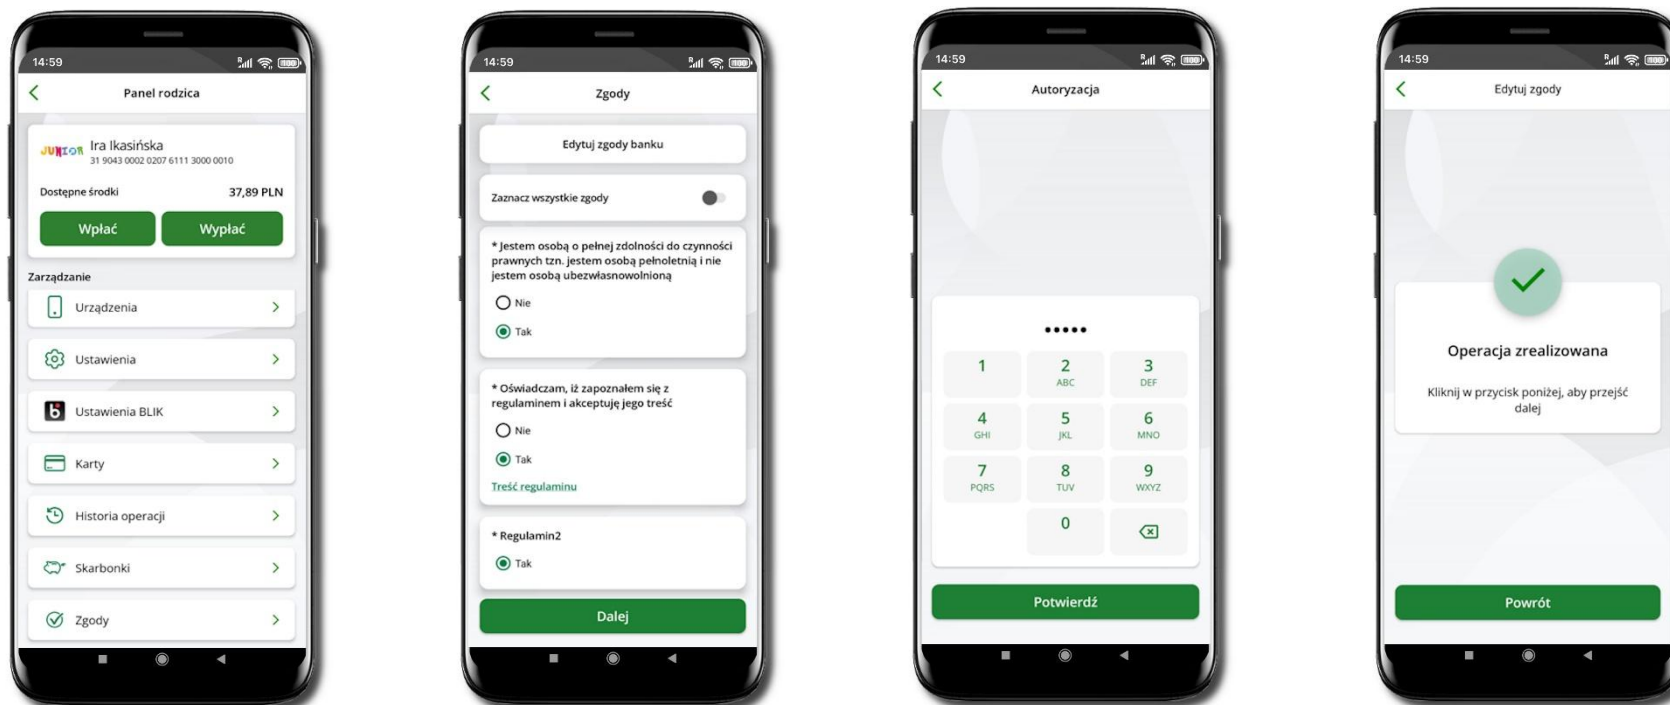 14:59
Panel rodzica
JUNIOR
Ira Ikasińska
31 9043 0002 0207 6111 3000 0010
Dostępne środki
37,89 PLN
Wpłać
Wypłać
Zarządzanie
Urządzenia
Ustawienia
Ustawienia BLIK
Karty
Historia operacji
Skarbonki
Zgody
14:59
Zgody
Edytuj zgody banku
Zaznacz wszystkie zgody
* Jestem osobą o pełnej zdolności do czynności
prawnych tzn. jestem osobą pełnoletnią i nie
jestem osobą ubezwłasnowolnioną
Nie
Tak
* Oświadczam, iż zapoznałem się z
regulaminem i akceptuję jego treść
Nie
Tak
Treść regulaminu
* Regulamin2
Tak
Dalej
14:59
Autoryzacja
1
2
3
ABC
DEF
4
5
6
GHI
JKL
MNO
7
8
9
PQRS
TUV
WXYZ
0
Potwierdź
14:59
Edytuj zgody
Operacja zrealizowana
Kliknij w przycisk poniżej, aby przejść
dalej
Powrót